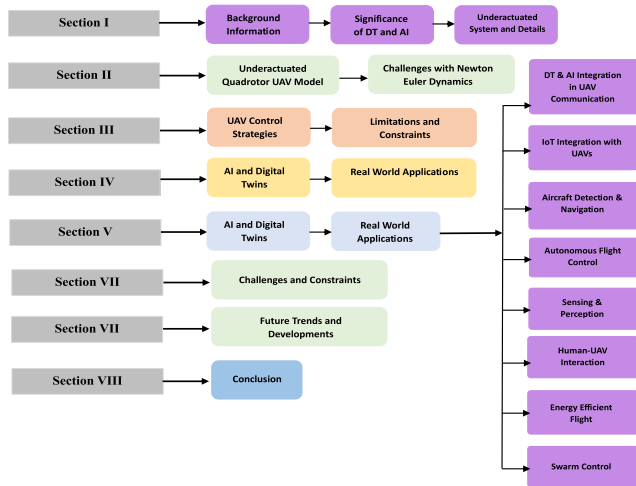 Section I
Background
Information
Significance
of DT and AI
Underactuated
System and Details
Section II
Underactuated
Quadrotor UAV Model
Challenges with Newton
Euler Dynamics
Section III
UAV Control
Strategies
Limitations and
Constraints
Section IV
AI and Digital
Twins
Real World Applications
Section V
AI and Digital
Twins
Real World
Applications
Section VII
Challenges and Constraints
Section VII
Future Trends and
Developments
Section VIII
Conclusion
DT & AI Integration
in UAV
Communication
IoT Integration with
UAVs
Aircraft Detection &
Navigation
Autonomous Flight
Control
Sensing &
Perception
Human-UAV
Interaction
Energy Efficient
Flight
Swarm Control